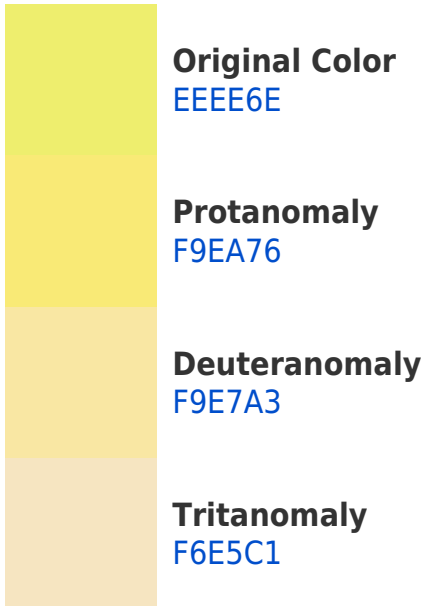 Original Color
EEEE6E
Protanomaly
F9EA76
Deuteranomaly
F9E7A3
Tritanomaly
F6E5C1